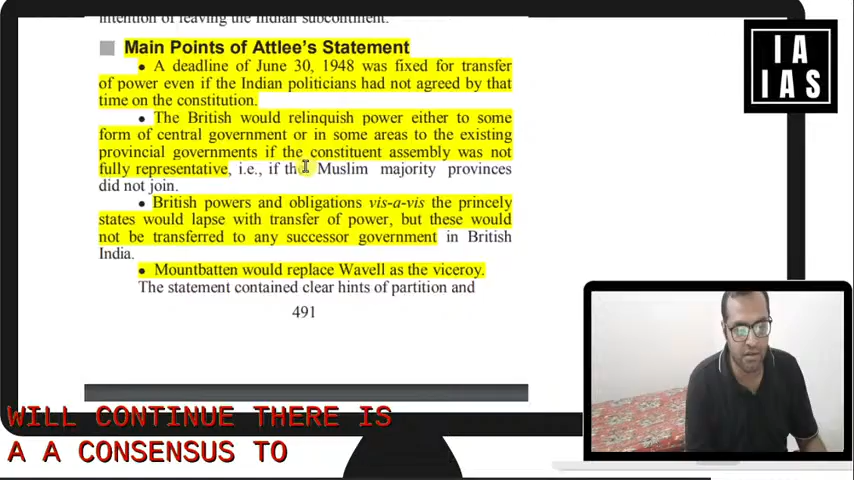 intention of leaving the Indian subcontinent.
Main Points of Attlee's Statement
• A deadline of June 30, 1948 was fixed for transfer
of power even if the Indian politicians had not agreed by that
time on the constitution.
• The British would relinquish power either to some
form of central government or in some areas to the existing
provincial governments if the constituent assembly was not
fully representative, i.e., if the Muslim majority provinces
did not join.
• British powers and obligations vis-a-vis the princely
states would lapse with transfer of power, but these would
not be transferred to any successor government in British
India.
• Mountbatten would replace Wavell as the viceroy.
The statement contained clear hints of partition and
491
IA
IAS
WILL CONTINUE THERE IS
A A CONSENSUS TO